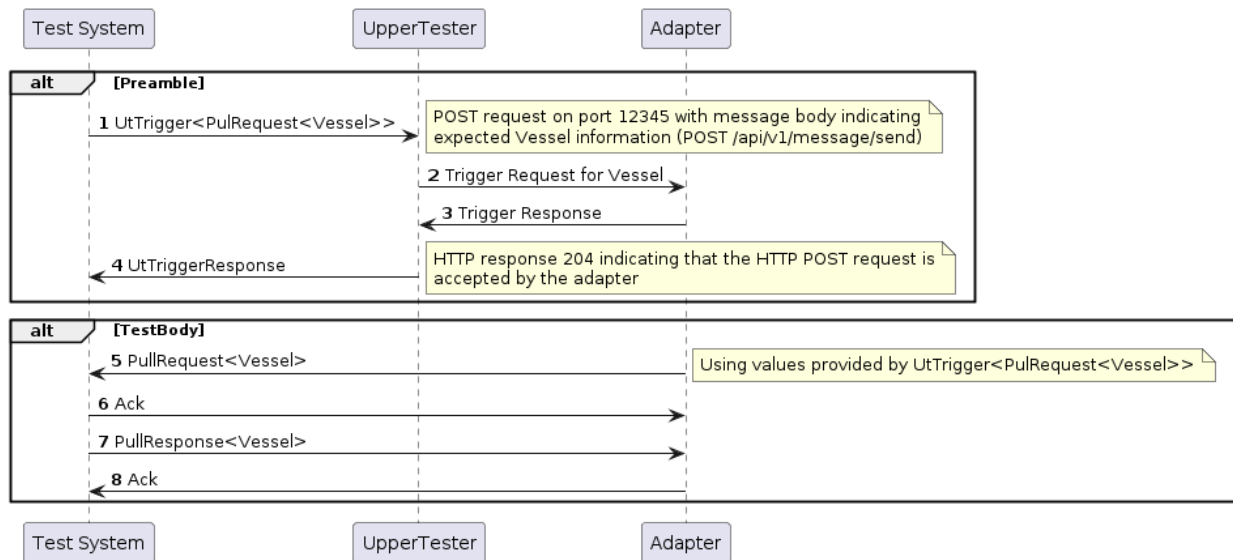 Test System
UpperTester
Adapter
alt
[Preamble]
1 UtTrigger<PulRequest<Vessel>>
POST request on port 12345 with message body indicating
expected Vessel information (POST /api/v1/message/send)
2 Trigger Request for Vessel
3 Trigger Response
4 UtTriggerResponse
HTTP response 204 indicating that the HTTP POST request is
accepted by the adapter
alt
[TestBody]
5 PullRequest<Vessel>
Using values provided by UtTrigger<PulRequest<Vessel>>
6 Ack
7 PullResponse<Vessel>
8 Ack
Test System
UpperTester
Adapter